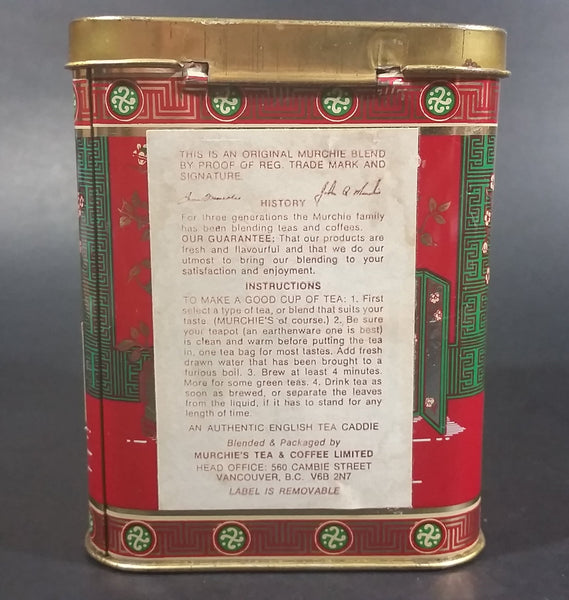 THIS IS AN ORIGINAL MURCHIE BLEND
BY PROOF OF REG. TRADE MARK AND
SIGNATURE.
John A Murchie
HISTORY
For three generations the Murchie family
has been blending teas and coffees.
OUR GUARANTEE: That our products are
fresh and flavourful and that we do our
utmost to bring our blending to your
satisfaction and enjoyment.
INSTRUCTIONS
TO MAKE A GOOD CUP OF TEA: 1. First
select a type of tea, or blend that suits your
taste (MURCHIE'S of course.) 2. Be sure
your teapot (an earthenware one is best)
is clean and warm before putting the tea
in, one tea bag for most tastes. Add fresh
drawn water that has been brought to a
furious boil. 3. Brew at least 4 minutes.
More for some green teas. 4. Drink tea as
soon as brewed, or separate the leaves
from the liquid, if it has to stand for any
length of time.
AN AUTHENTIC ENGLISH TEA CADDIE
Blended & Packaged by
MURCHIE'S TEA & COFFEE LIMITED
HEAD OFFICE: 560 CAMBIE STREET
VANCOUVER, B.C. V6B 2N7
LABEL IS REMOVABLE